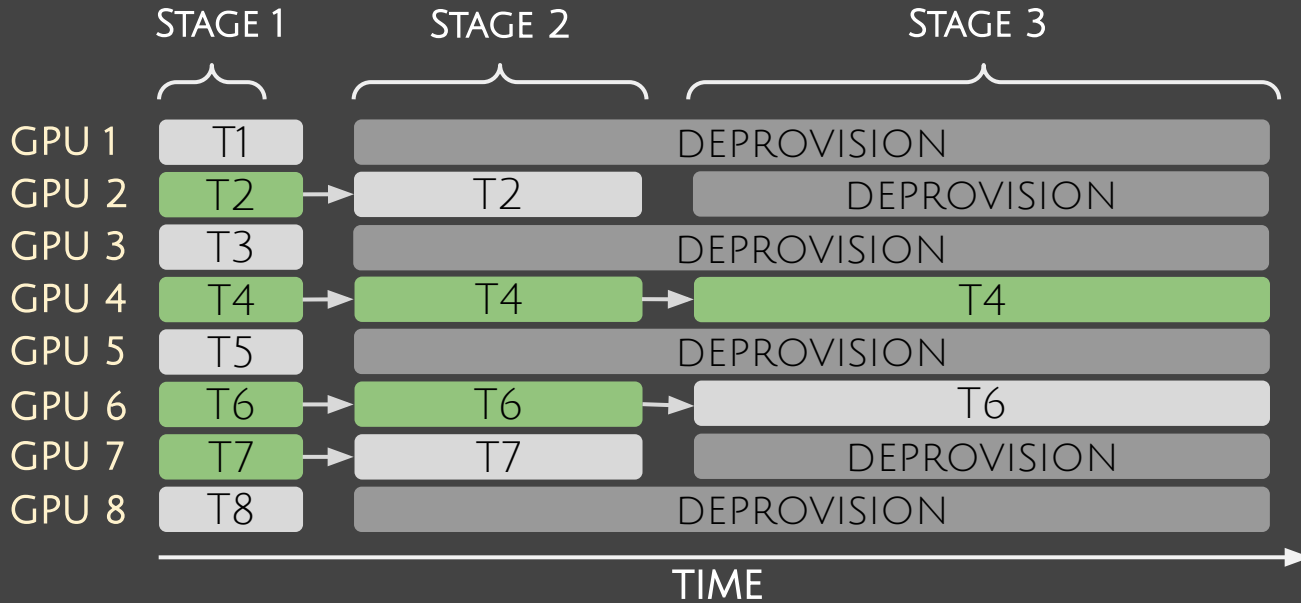 STAGE 1 STAGE 2 STAGE 3
GPU 1 T1 DEPROVISION
GPU 2 T2 T2 DEPROVISION
GPU 3 T3 DEPROVISION
GPU 4 T4 T4 T4
GPU 5 T5 DEPROVISION
GPU 6 T6 T6 T6
GPU 7 T7 T7 DEPROVISION
GPU 8 T8 DEPROVISION
TIME